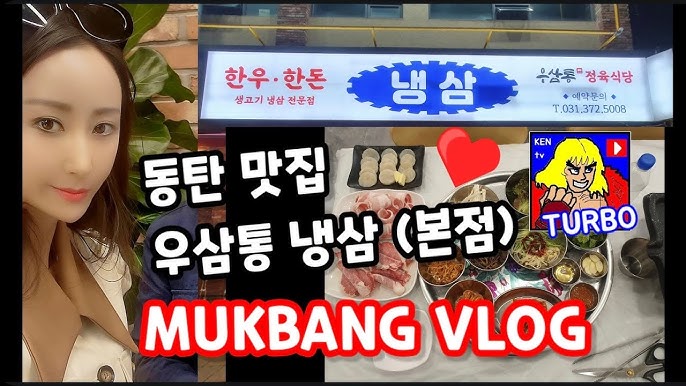 한우·한돈
생고기 냉삼 전문점
냉삼
우삼통 정육식당
◆ 예약문의 ◆
T.031.372.5008
동탄 맛집
우삼통 냉삼 (본점)
KEN
tv
TURBO
MUKBANG VLOG